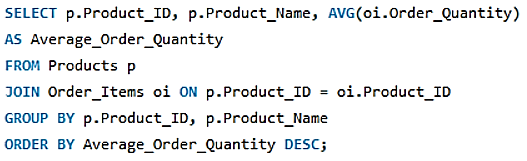 SELECT p.Product_ID, p.Product_Name, AVG(oi.Order_Quantity)
AS Average_Order_Quantity
FROM Products p
JOIN Order_Items oi ON p.Product_ID = oi.Product_ID
GROUP BY p.Product_ID, p.Product_Name
ORDER BY Average_Order_Quantity DESC;